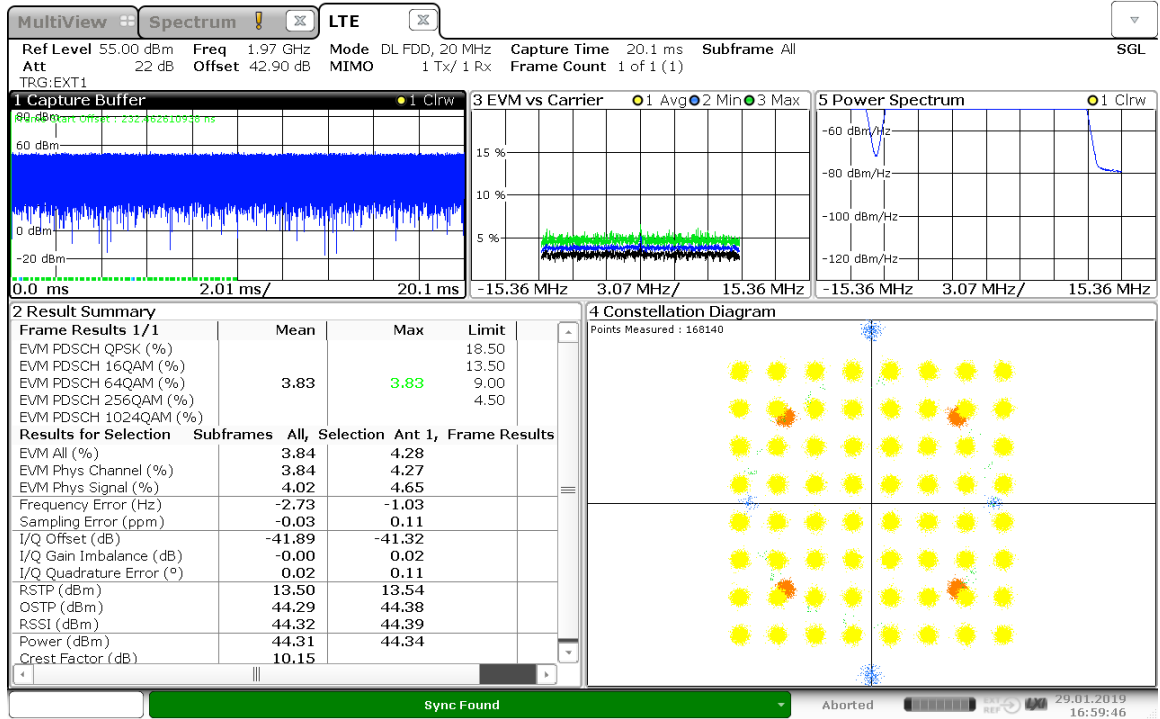 MultiView Spectrum LTE
Ref Level 55.00 dBm Freq 1.97 GHz Mode DL FDD, 20 MHz Capture Time 20.1 ms Subframe All SGL
Att 22 dB Offset 42.90 dB MIMO 1 Tx/ 1 Rx Frame Count 1 of 1 (1)
TRG:EXT1
1 Capture Buffer 1 Clrw
80 dBm
60 dBm
0 dBm
-20 dBm
0.0 ms 2.01 ms/ 20.1 ms
3 EVM vs Carrier 1 Avg 2 Min 3 Max
15 %
10 %
5 %
-15.36 MHz 3.07 MHz/ 15.36 MHz
5 Power Spectrum 1 Clrw
-60 dBm/Hz
-80 dBm/Hz
-100 dBm/Hz
-120 dBm/Hz
-15.36 MHz 3.07 MHz/ 15.36 MHz
2 Result Summary
Frame Results 1/1 Mean Max Limit
EVM PDSCH QPSK (%) 18.50
EVM PDSCH 16QAM (%) 13.50
EVM PDSCH 64QAM (%) 3.83 3.83 9.00
EVM PDSCH 256QAM (%) 4.50
EVM PDSCH 1024QAM (%)
Results for Selection Subframes All, Selection Ant 1, Frame Results
EVM All (%) 3.84 4.28
EVM Phys Channel (%) 3.84 4.27
EVM Phys Signal (%) 4.02 4.65
Frequency Error (Hz) -2.73 -1.03
Sampling Error (ppm) -0.03 0.11
I/Q Offset (dB) -41.89 -41.32
I/Q Gain Imbalance (dB) -0.00 0.02
I/Q Quadrature Error (°) 0.02 0.11
RSTP (dBm) 13.50 13.54
OSTP (dBm) 44.29 44.38
RSSI (dBm) 44.32 44.39
Power (dBm) 44.31 44.34
Crest Factor (dB) 10.15
4 Constellation Diagram
Points Measured : 168140
Sync Found
Aborted
EXT
REF
LXI
29.01.2019
16:59:46